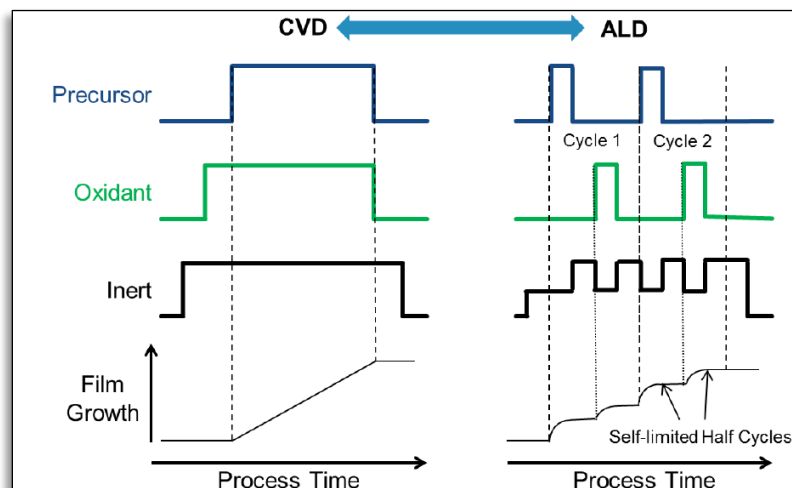 CVD
ALD
Precursor
Cycle 1
Cycle 2
Oxidant
Inert
Film
Growth
Self-limited Half Cycles
Process Time
Process Time